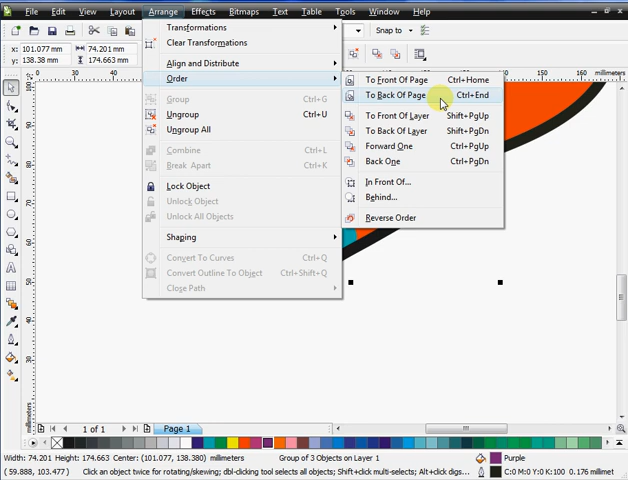 File Edit View Layout Arrange Effects Bitmaps Text Table Tools Window Help
Snap to
x: 101.077 mm 74.201 mm
y: 138.38 mm 174.663 mm
50 40 120 130 140 150 160 millimeters
Transformations
Clear Transformations
Align and Distribute
Order
Group Ctrl+G
Ungroup Ctrl+U
Ungroup All
Combine Ctrl+L
Break Apart Ctrl+K
Lock Object
Unlock Object
Unlock All Objects
Shaping
Convert To Curves Ctrl+Q
Convert Outline To Object Ctrl+Shift+Q
Close Path
To Front Of Page Ctrl+Home
To Back Of Page Ctrl+End
To Front Of Layer Shift+PgUp
To Back Of Layer Shift+PgDn
Forward One Ctrl+PgUp
Back One Ctrl+PgDn
In Front Of...
Behind...
Reverse Order
1 of 1 Page 1
Width: 74.201 Height: 174.663 Center: (101.077, 138.380) millimeters Group of 3 Objects on Layer 1 Purple
( 59.888, 103.477 ) Click an object twice for rotating/skewing; dbl-clicking tool selects all objects; Shift+click multi-selects; Alt+click digs... C:0 M:0 Y:0 K:100 0.176 millimet